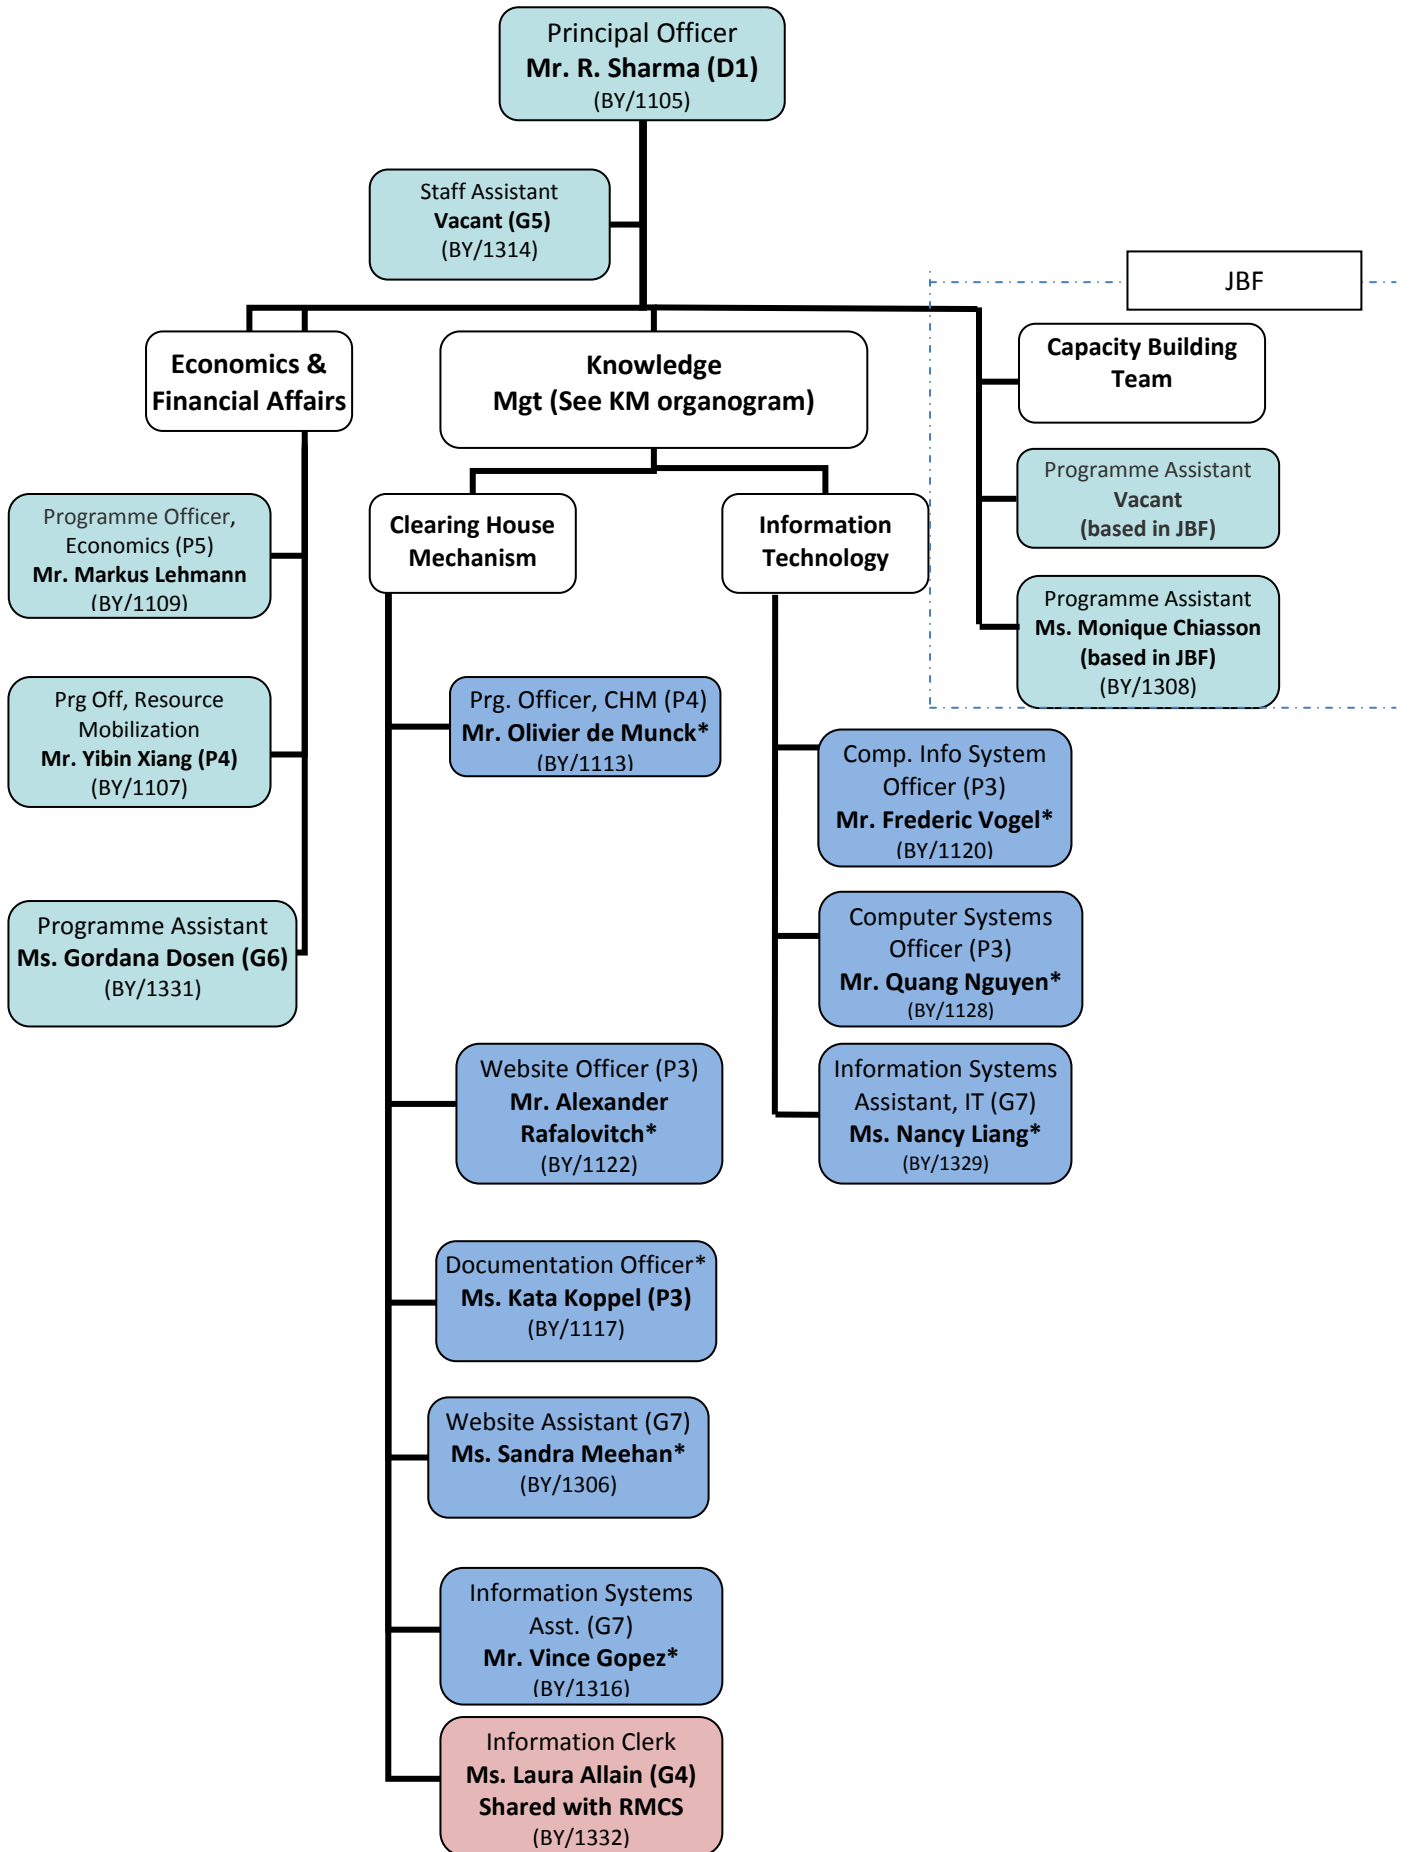 Principal Officer
Mr. R. Sharma (D1)
(BY/1105)
Staff Assistant
Vacant (G5)
(BY/1314)
JBF
Economics &
Financial Affairs
Knowledge
Mgt (See KM organogram)
Capacity Building
Team
Programme Assistant
Vacant
(based in JBF)
Programme Assistant
Ms. Monique Chiasson
(based in JBF)
(BY/1308)
Programme Officer,
Economics (P5)
Mr. Markus Lehmann
(BY/1109)
Prg Off, Resource
Mobilization
Mr. Yibin Xiang (P4)
(BY/1107)
Programme Assistant
Ms. Gordana Dosen (G6)
(BY/1331)
Clearing House
Mechanism
Information
Technology
Prg. Officer, CHM (P4)
Mr. Olivier de Munck*
(BY/1113)
Website Officer (P3)
Mr. Alexander
Rafalovitch*
(BY/1122)
Documentation Officer*
Ms. Kata Koppel (P3)
(BY/1117)
Website Assistant (G7)
Ms. Sandra Meehan*
(BY/1306)
Information Systems
Asst. (G7)
Mr. Vince Gopez*
(BY/1316)
Information Clerk
Ms. Laura Allain (G4)
Shared with RMCS
(BY/1332)
Comp. Info System
Officer (P3)
Mr. Frederic Vogel*
(BY/1120)
Computer Systems
Officer (P3)
Mr. Quang Nguyen*
(BY/1128)
Information Systems
Assistant, IT (G7)
Ms. Nancy Liang*
(BY/1329)